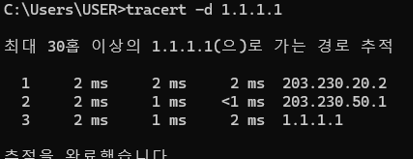 C:\Users\USER>tracert -d 1.1.1.1
최대 30홉 이상의 1.1.1.1(으)로 가는 경로 추적
1 2 ms 2 ms 2 ms 203.230.20.2
2 2 ms 1 ms <1 ms 203.230.50.1
3 2 ms 1 ms 2 ms 1.1.1.1
추적을 완료했습니다